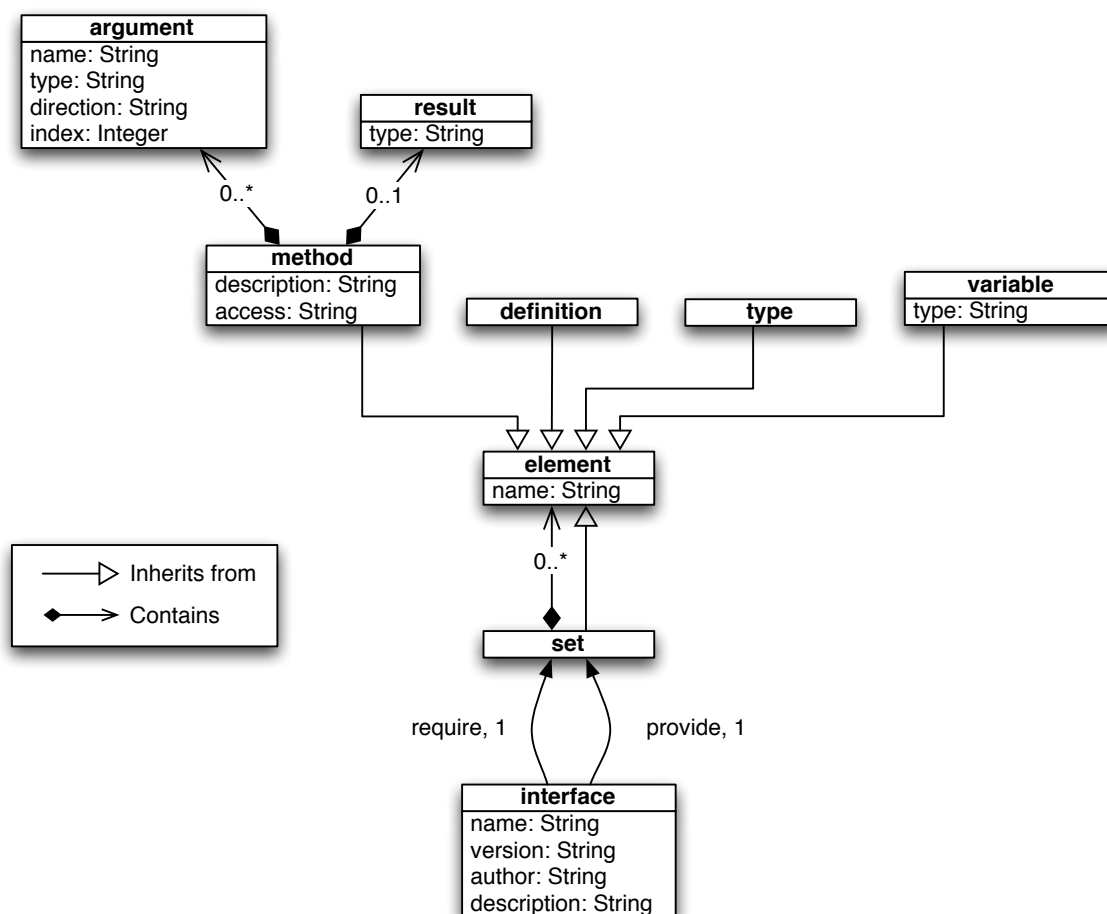 argument
name: String
type: String
direction: String
index: Integer
result
type: String
0..*
0..1
method
description: String
access: String
definition
type
variable
type: String
element
name: String
0..*
Inherits from
Contains
set
require, 1
provide, 1
interface
name: String
version: String
author: String
description: String